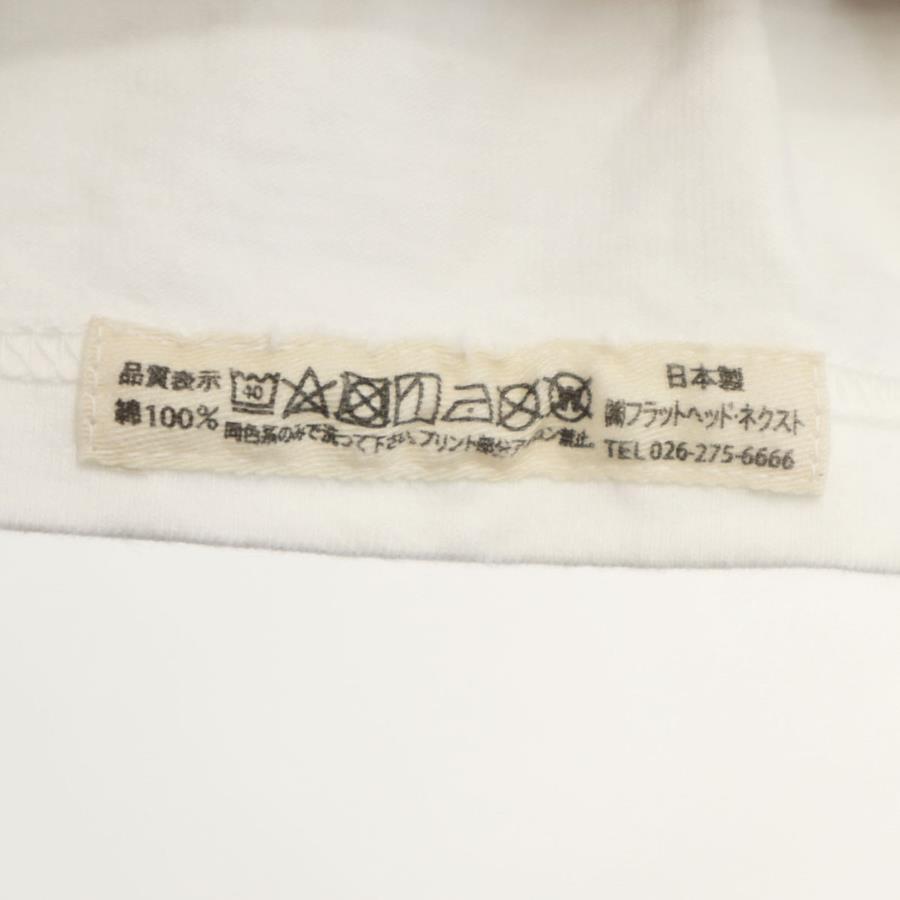 品質表示
綿100%
40
同色系のみで洗って下さい。プリント部分アイロン禁止。
W
日本製
㈱フラットヘッド・ネクスト
TEL 026-275-6666